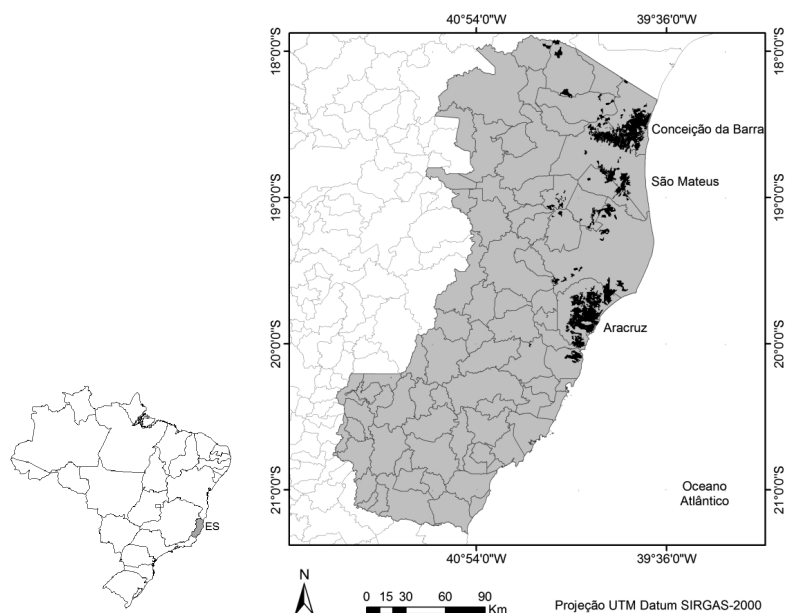 40°54'0"W 39°36'0"W
18°0'0"S 18°0'0"S
Conceição da Barra
São Mateus
19°0'0"S 19°0'0"S
Aracruz
20°0'0"S 20°0'0"S
Oceano
Atlântico
21°0'0"S 21°0'0"S
ES
40°54'0"W 39°36'0"W
N
0 15 30 60 90
Km
Projeção UTM Datum SIRGAS-2000